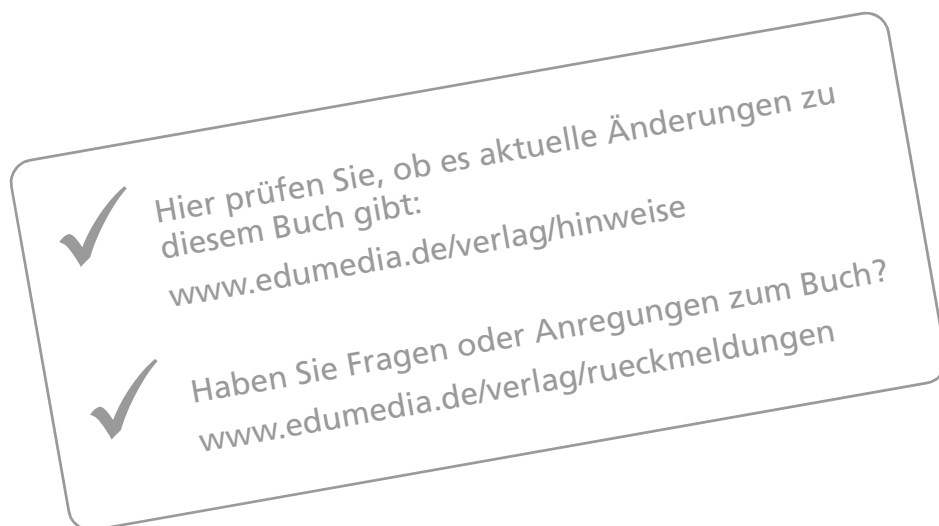 Hier prüfen Sie, ob es aktuelle Änderungen zu
diesem Buch gibt:
www.edumedia.de/verlag/hinweise
Haben Sie Fragen oder Anregungen zum Buch?
www.edumedia.de/verlag/rueckmeldungen